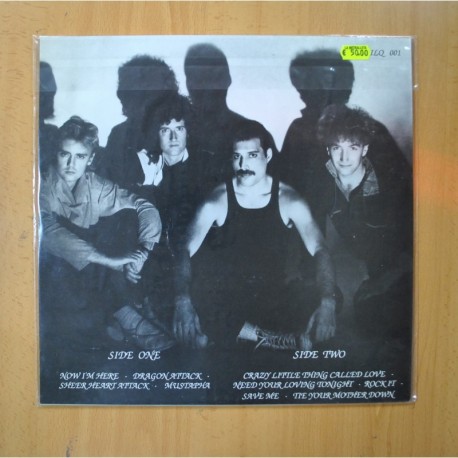 € 50,00
ILQ 001
SIDE ONE
NOW I'M HERE · DRAGON ATTACK ·
SHEER HEART ATTACK · MUSTAPHA
SIDE TWO
CRAZY LITTLE THING CALLED LOVE ·
NEED YOUR LOVING TONIGHT · ROCK IT ·
SAVE ME · TIE YOUR MOTHER DOWN